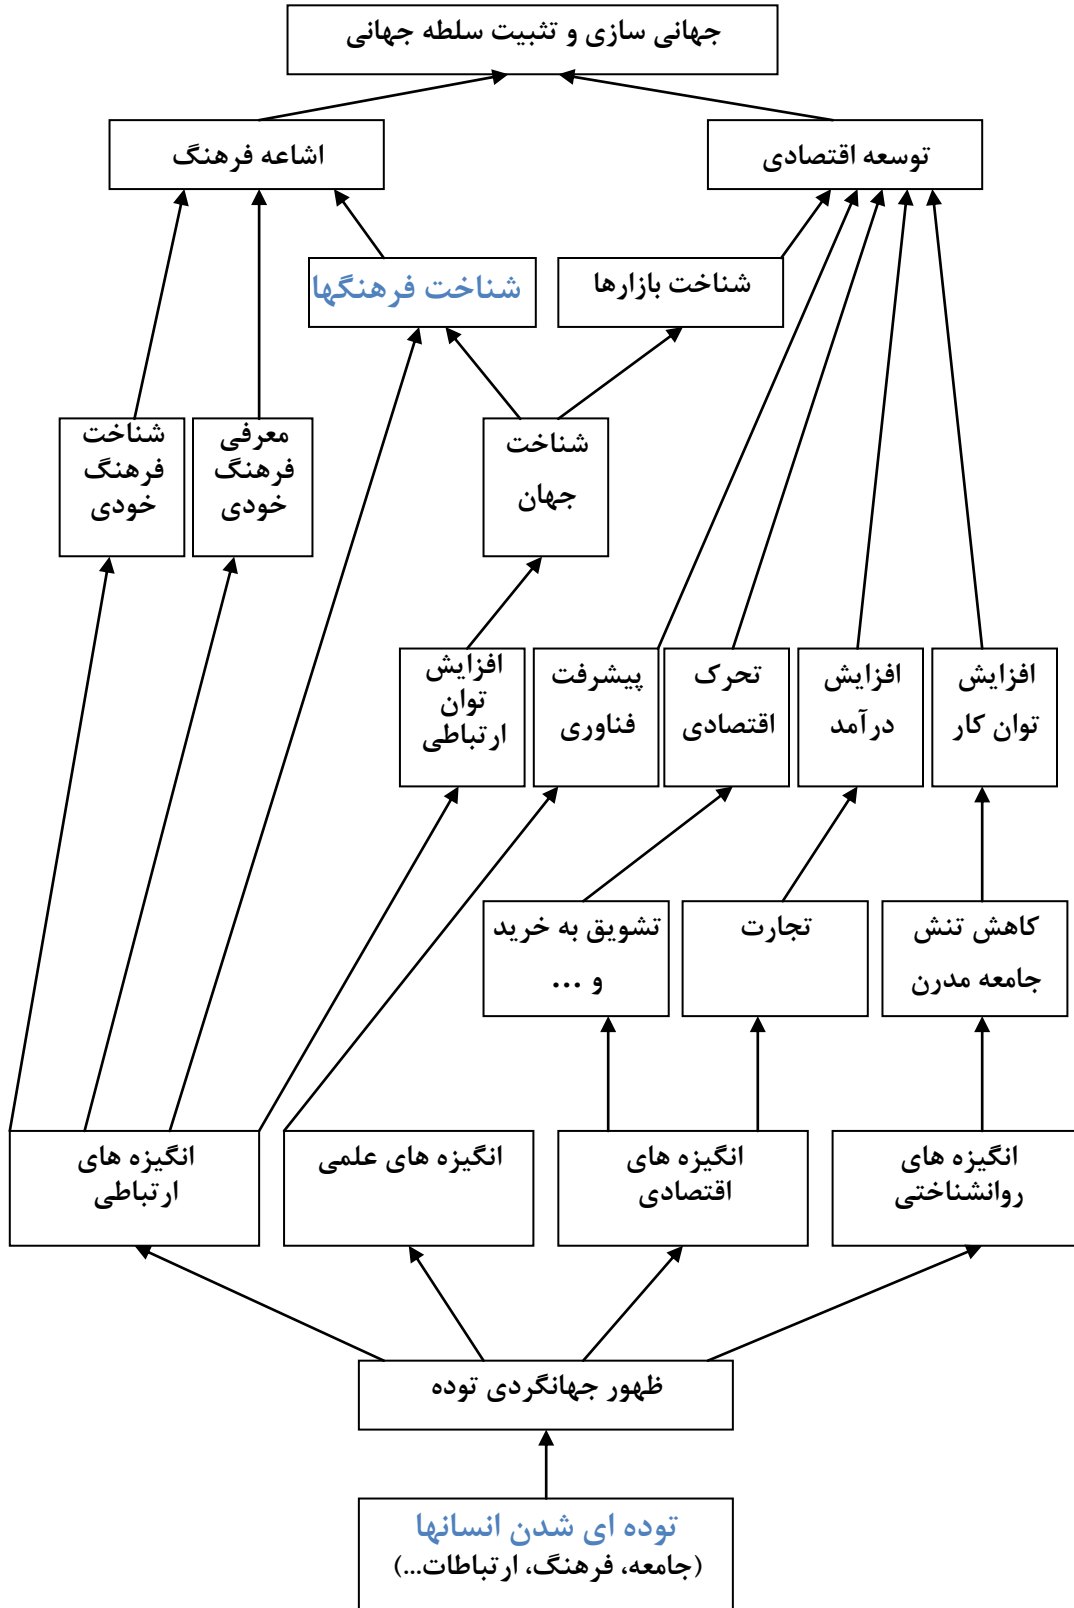 جهانی سازی و تثبیت سلطه جهانی
توسعه اقتصادی
اشاعه فرهنگ
شناخت بازارها
شناخت فرهنگها
شناخت
جهان
معرفی
فرهنگ
خودی
شناخت
فرهنگ
خودی
افزایش
توان کار
افزایش
درآمد
تحرک
اقتصادی
پیشرفت
فناوری
افزایش
توان
ارتباطی
کاهش تنش
جامعه مدرن
تجارت
تشویق به خرید
و ...
انگیزه های
روانشناختی
انگیزه های
اقتصادی
انگیزه های علمی
انگیزه های
ارتباطی
ظهور جهانگردی توده
توده ای شدن انسانها
(جامعه، فرهنگ، ارتباطات...)